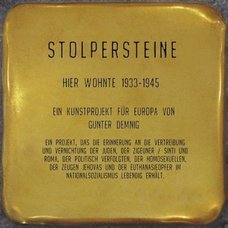 STOLPERSTEINE
HIER WOHNTE 1933-1945
EIN KUNSTPROJEKT FÜR EUROPA VON
GUNTER DEMNIG
EIN PROJEKT, DAS DIE ERINNERUNG AN DIE VERTREIBUNG
UND VERNICHTUNG DER JUDEN, DER ZIGEUNER / SINTI UND
ROMA, DER POLITISCH VERFOLGTEN, DER HOMOSEXUELLEN,
DER ZEUGEN JEHOVAS UND DER EUTHANASIEOPFER IM
NATIONALSOZIALISMUS LEBENDIG ERHÄLT.